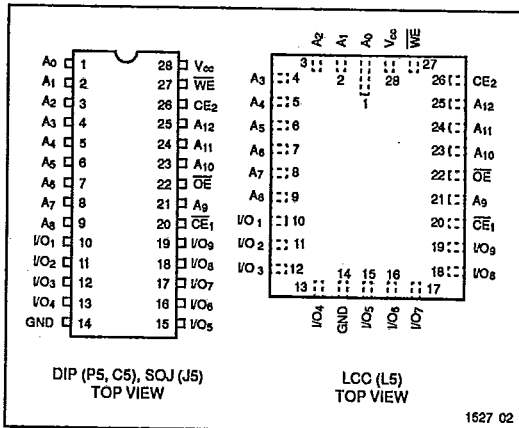 A0 1 28 Vcc
A1 2 27 WE
A2 3 26 CE2
A3 4 25 A12
A4 5 24 A11
A5 6 23 A10
A6 7 22 OE
A7 8 21 A9
A8 9 20 CE1
I/O1 10 19 I/O9
I/O2 11 18 I/O8
I/O3 12 17 I/O7
I/O4 13 16 I/O6
GND 14 15 I/O5
DIP (P5, C5), SOJ (J5)
TOP VIEW
A2 A1 A0 Vcc WE
3 2 1 28 27
A3 4 26 CE2
A4 5 25 A12
A5 6 24 A11
A6 7 23 A10
A7 8 22 OE
A8 9 21 A9
I/O1 10 20 CE1
I/O2 11 19 I/O9
I/O3 12 18 I/O8
13 14 15 16 17
I/O4 GND I/O5 I/O6 I/O7
LCC (L5)
TOP VIEW
1527 02